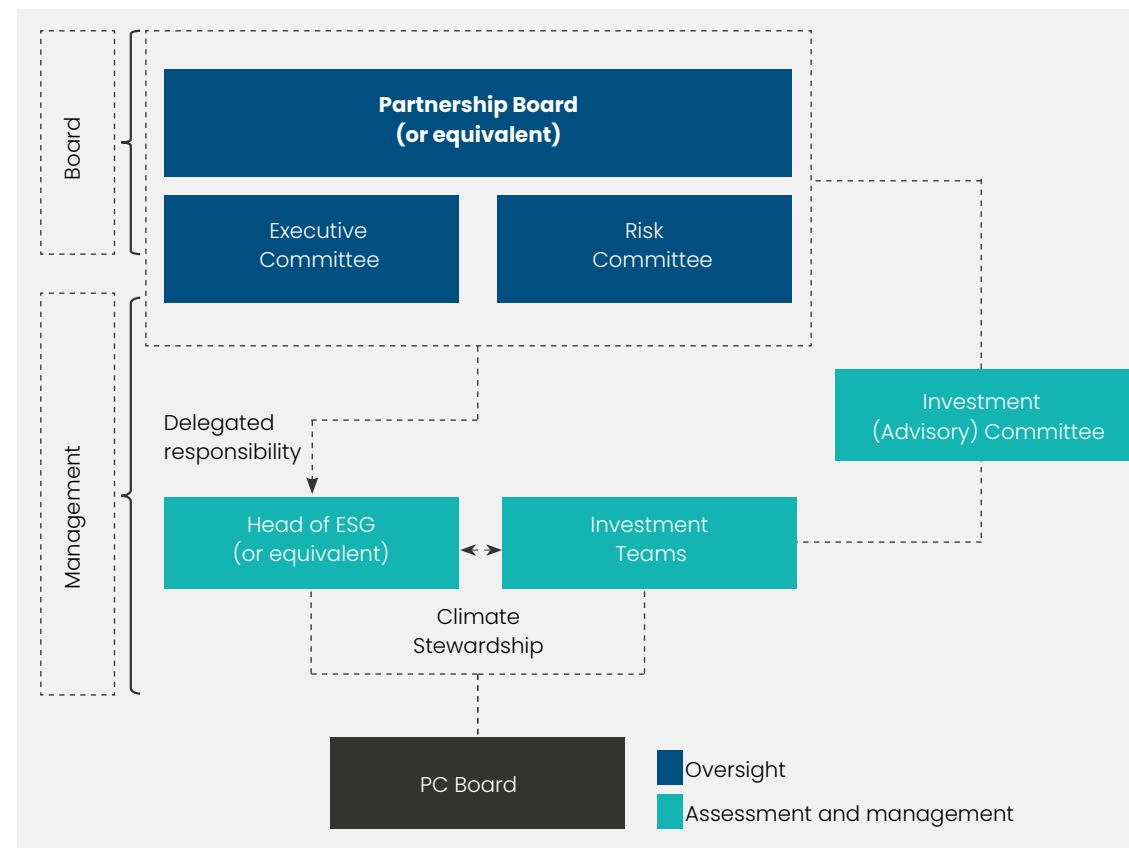 Board
Partnership Board
(or equivalent)
Executive
Committee
Risk
Committee
Management
Delegated
responsibility
Investment
(Advisory) Committee
Head of ESG
(or equivalent)
Investment
Teams
Climate
Stewardship
PC Board
Oversight
Assessment and management